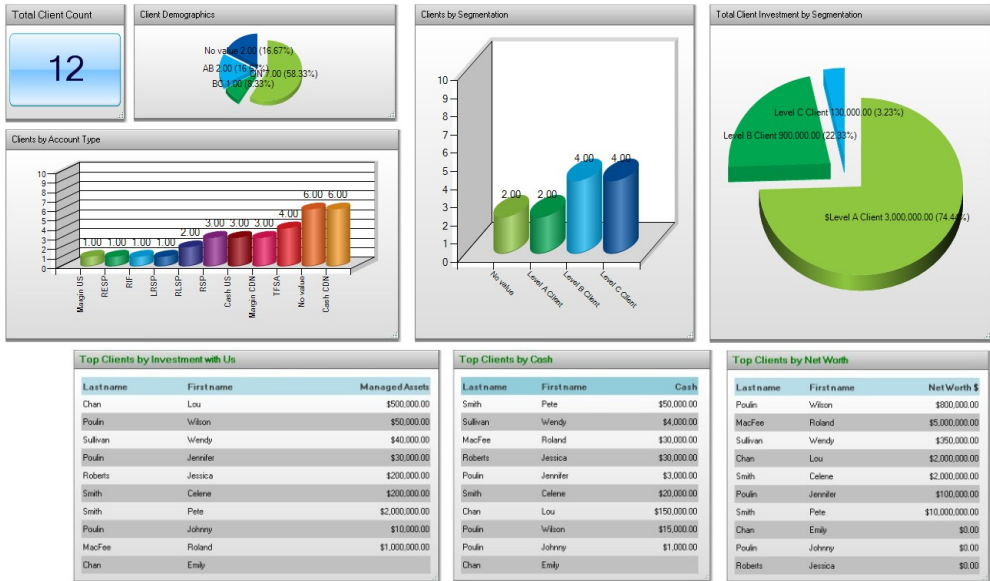 Total Client Count
12
Client Demographics
No value 2.00 (16.67%)
AB 2.00 (16.67%)
ON 7.00 (58.33%)
BC 1.00 (8.33%)
Clients by Account Type
10
9
8
7
6
5
4
3
2
1
0
1.00 1.00 1.00 1.00 2.00 3.00 3.00 3.00 4.00 6.00 6.00
Margin US
RESP
RIF
LRSP
RLSP
RSP
Cash US
Margin CDN
TFSA
No value
Cash CDN
Clients by Segmentation
10
9
8
7
6
5
4
3
2
1
0
2.00 2.00 4.00 4.00
No value
Level A Client
Level B Client
Level C Client
Total Client Investment by Segmentation
Level C Client 130,000.00 (3.23%)
Level B Client 900,000.00 (22.33%)
$Level A Client 3,000,000.00 (74.44%)
Top Clients by Investment with Us
Lastname Firstname Managed Assets
Chan Lou $500,000.00
Poulin Wilson $50,000.00
Sullivan Wendy $40,000.00
Poulin Jennifer $30,000.00
Roberts Jessica $200,000.00
Smith Celene $200,000.00
Smith Pete $2,000,000.00
Poulin Johnny $10,000.00
MacFee Roland $1,000,000.00
Chan Emily
Top Clients by Cash
Lastname Firstname Cash
Smith Pete $50,000.00
Sullivan Wendy $4,000.00
MacFee Roland $30,000.00
Roberts Jessica $30,000.00
Poulin Jennifer $3,000.00
Smith Celene $20,000.00
Chan Lou $150,000.00
Poulin Wilson $15,000.00
Poulin Johnny $1,000.00
Chan Emily
Top Clients by Net Worth
Lastname Firstname Net Worth $
Poulin Wilson $800,000.00
MacFee Roland $5,000,000.00
Sullivan Wendy $350,000.00
Chan Lou $2,000,000.00
Smith Celene $2,000,000.00
Poulin Jennifer $100,000.00
Smith Pete $10,000,000.00
Chan Emily $0.00
Poulin Johnny $0.00
Roberts Jessica $0.00